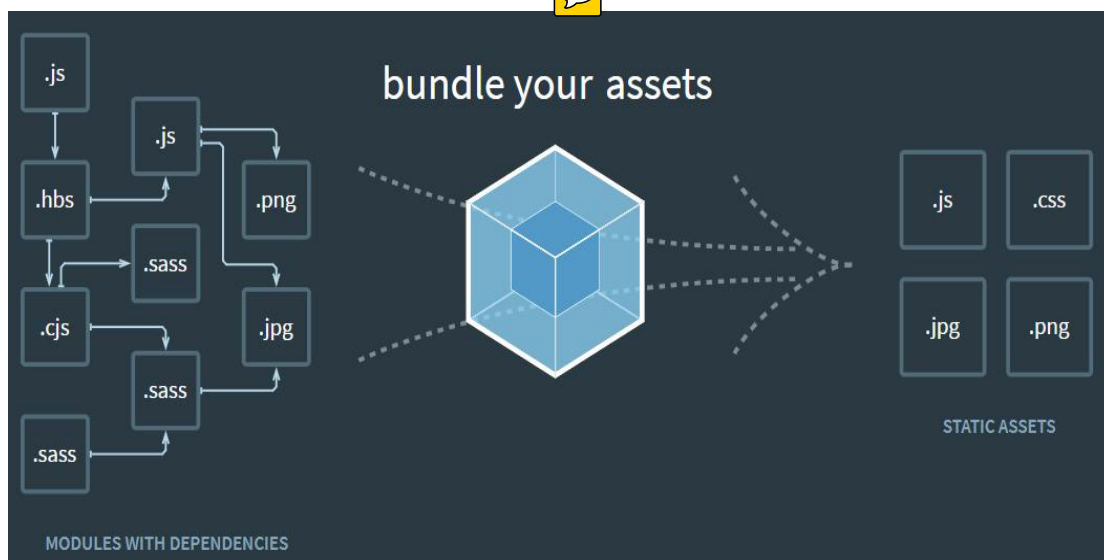 bundle your assets
.js
.js
.hbs
.png
.sass
.cjs
.jpg
.sass
.sass
MODULES WITH DEPENDENCIES
.js
.css
.jpg
.png
STATIC ASSETS